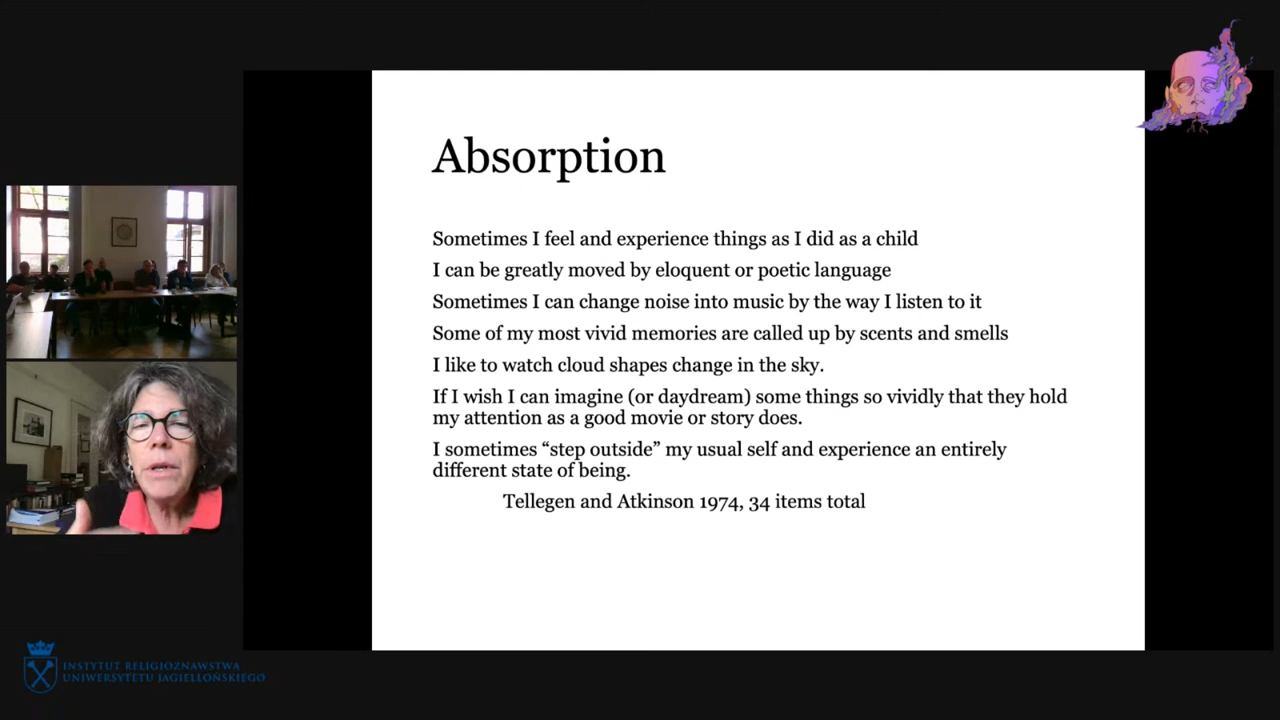 Absorption
Sometimes I feel and experience things as I did as a child
I can be greatly moved by eloquent or poetic language
Sometimes I can change noise into music by the way I listen to it
Some of my most vivid memories are called up by scents and smells
I like to watch cloud shapes change in the sky.
If I wish I can imagine (or daydream) some things so vividly that they hold
my attention as a good movie or story does.
I sometimes “step outside” my usual self and experience an entirely
different state of being.
Tellegen and Atkinson 1974, 34 items total
INSTYTUT RELIGIOZNAWSTWA
UNIWERSYTETU JAGIELLOŃSKIEGO